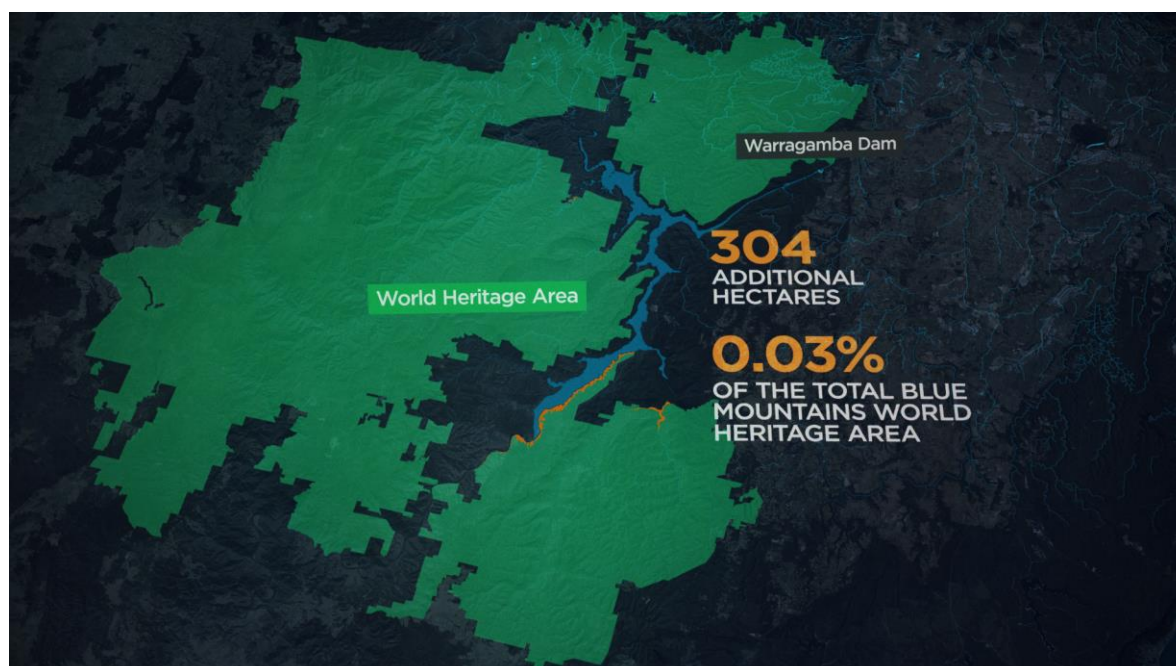 Warragamba Dam
304
ADDITIONAL
HECTARES
World Heritage Area
0.03%
OF THE TOTAL BLUE
MOUNTAINS WORLD
HERITAGE AREA